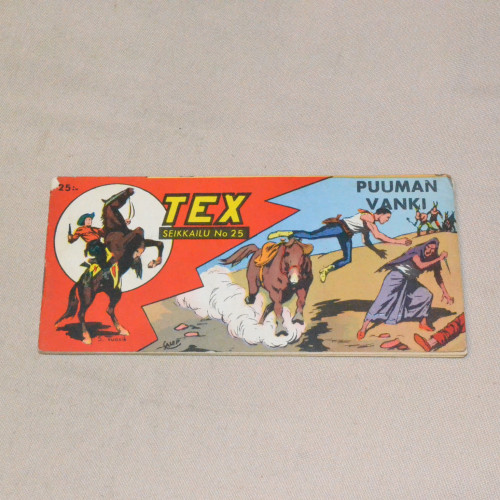 25:-
TEX
SEIKKAILU No 25
PUUMAN
VANKI